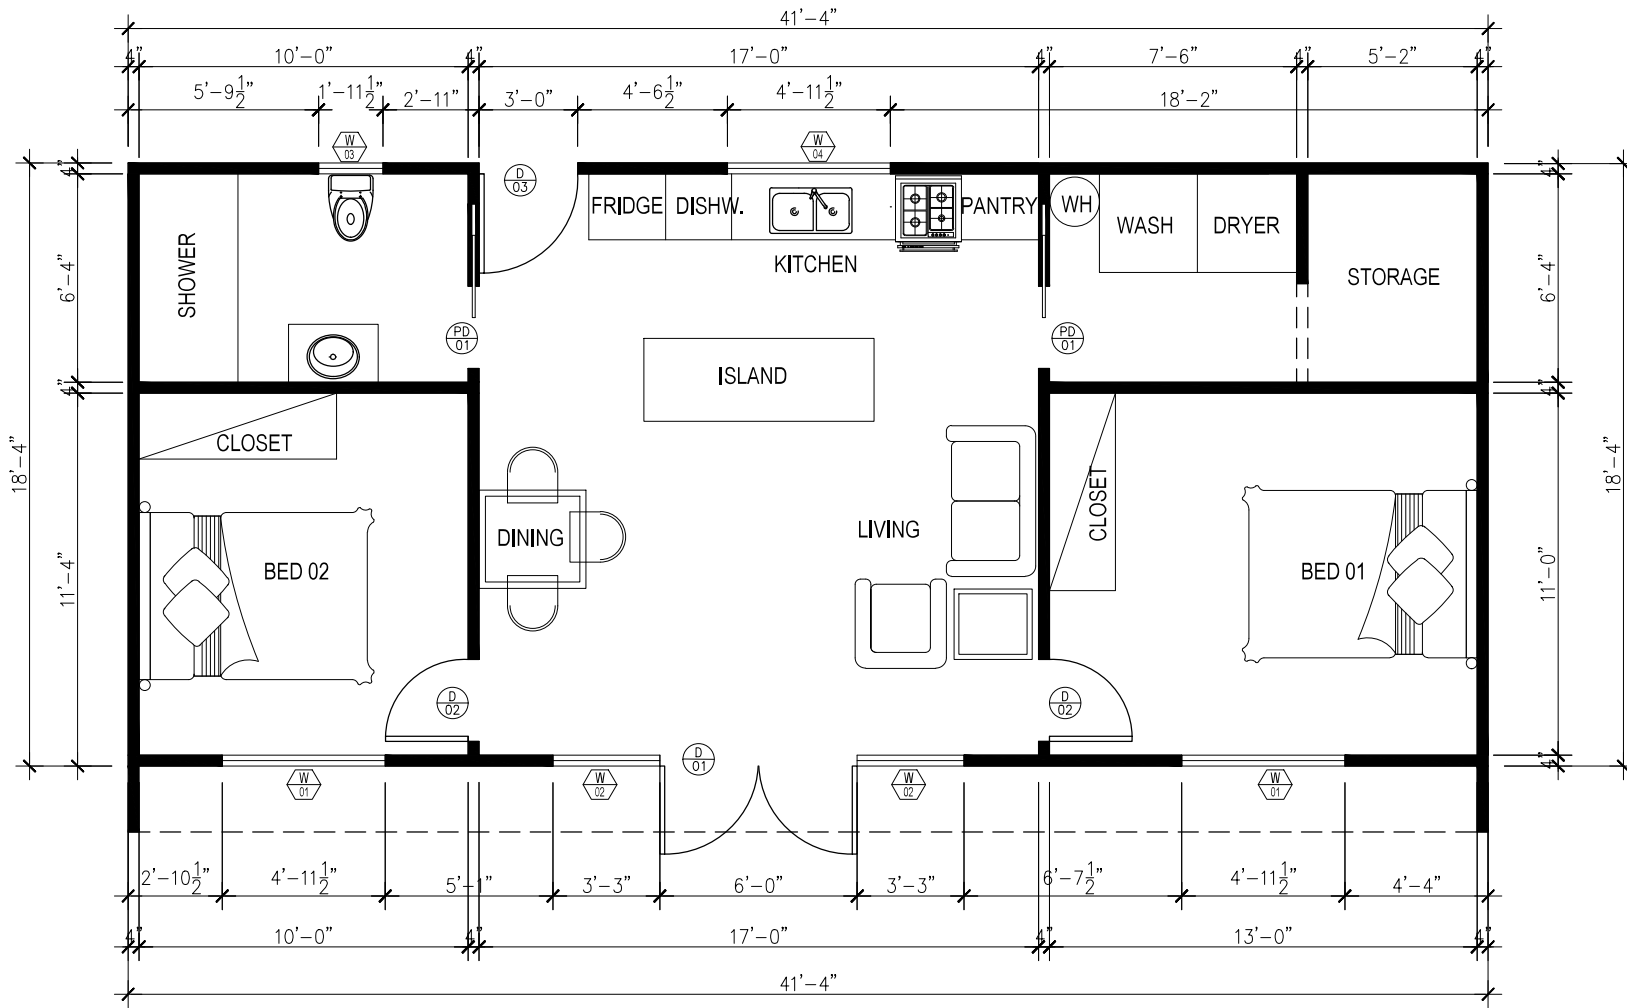 41'-4"
4" 10'-0" 4" 17'-0" 4" 7'-6" 4" 5'-2" 4"
5'-9½" 1'-11½" 2'-11" 3'-0" 4'-6½" 4'-11½" 18'-2"
W
03
W
04
D
03
4" 4"
FRIDGE DISHW. PANTRY WH
WASH DRYER
SHOWER
KITCHEN
STORAGE
6'-4" 6'-4"
PD
01
PD
01
ISLAND
4" 4"
CLOSET
18'-4" 18'-4"
CLOSET
DINING
LIVING
11'-4" 11'-0"
BED 02
BED 01
D
02
D
02
D
01
4"
W
01
W
02
W
02
W
01
2'-10½" 4'-11½" 5'-1" 3'-3" 6'-0" 3'-3" 6'-7½" 4'-11½" 4'-4"
4" 10'-0" 4" 17'-0" 4" 13'-0" 4"
41'-4"